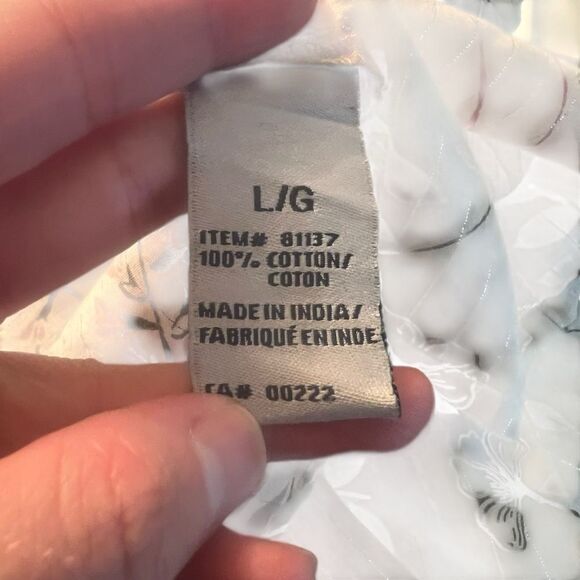 L/G
ITEM# 81137
100% COTTON/
COTON
MADE IN INDIA/
FABRIQUÉ EN INDE
CA# 00222